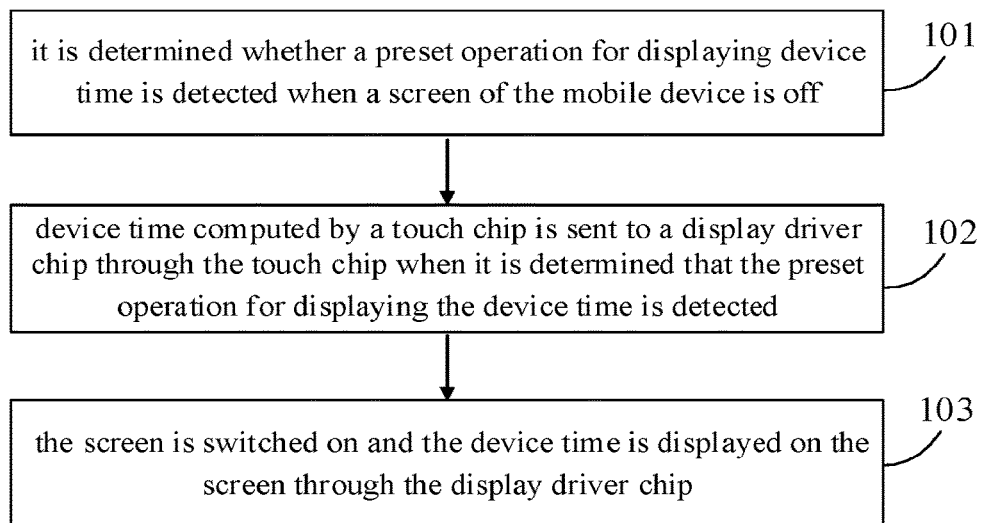 it is determined whether a preset operation for displaying device
time is detected when a screen of the mobile device is off
101
device time computed by a touch chip is sent to a display driver
chip through the touch chip when it is determined that the preset
operation for displaying the device time is detected
102
the screen is switched on and the device time is displayed on the
screen through the display driver chip
103